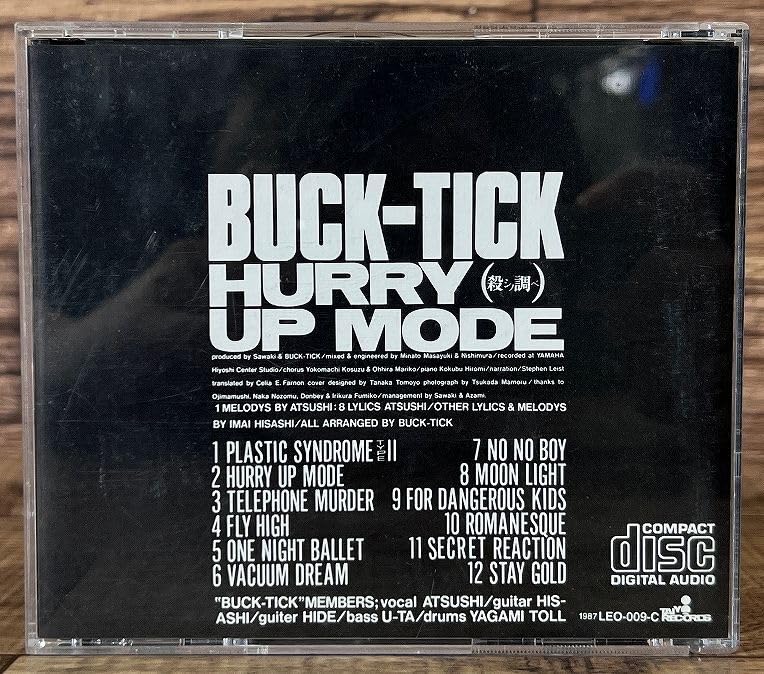 BUCK-TICK
HURRY (殺シノ調ベ)
UP MODE
produced by Sawaki & BUCK-TICK/mixed & engineered by Minato Masayuki & Nishimura/recorded at YAMAHA
Hiyoshi Center Studio/chorus Yokomachi Kosuzu & Ohhira Mariko/piano Kokubu Hiromi/narration/Stephen Leist
translated by Celia E. Farnon cover designed by Tanaka Tomoyo photograph by Tsukada Mamoru/thanks to
Ojimamushi, Naka Nozomu, Donbey & Irikura Fumiko/management by Sawaki & Azami.
1 MELODYS BY ATSUSHI: 8 LYLICS ATSUSHI/OTHER LYLICS & MELODYS
BY IMAI HISASHI/ALL ARRANGED BY BUCK-TICK
1 PLASTIC SYNDROME TYPE II
2 HURRY UP MODE
3 TELEPHONE MURDER
4 FLY HIGH
5 ONE NIGHT BALLET
6 VACUUM DREAM
7 NO NO BOY
8 MOON LIGHT
9 FOR DANGEROUS KIDS
10 ROMANESQUE
11 SECRET REACTION
12 STAY GOLD
"BUCK-TICK" MEMBERS; vocal ATSUSHI/guitar HIS-
ASHI/guiter HIDE/bass U-TA/drums YAGAMI TOLL
COMPACT
disc
DIGITAL AUDIO
1987 LEO-009-C
TAIYO
RECORDS